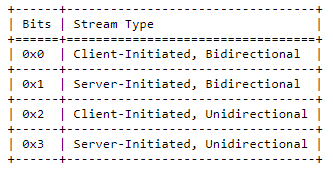 Bits Stream Type
0x0 Client-Initiated, Bidirectional
0x1 Server-Initiated, Bidirectional
0x2 Client-Initiated, Unidirectional
0x3 Server-Initiated, Unidirectional